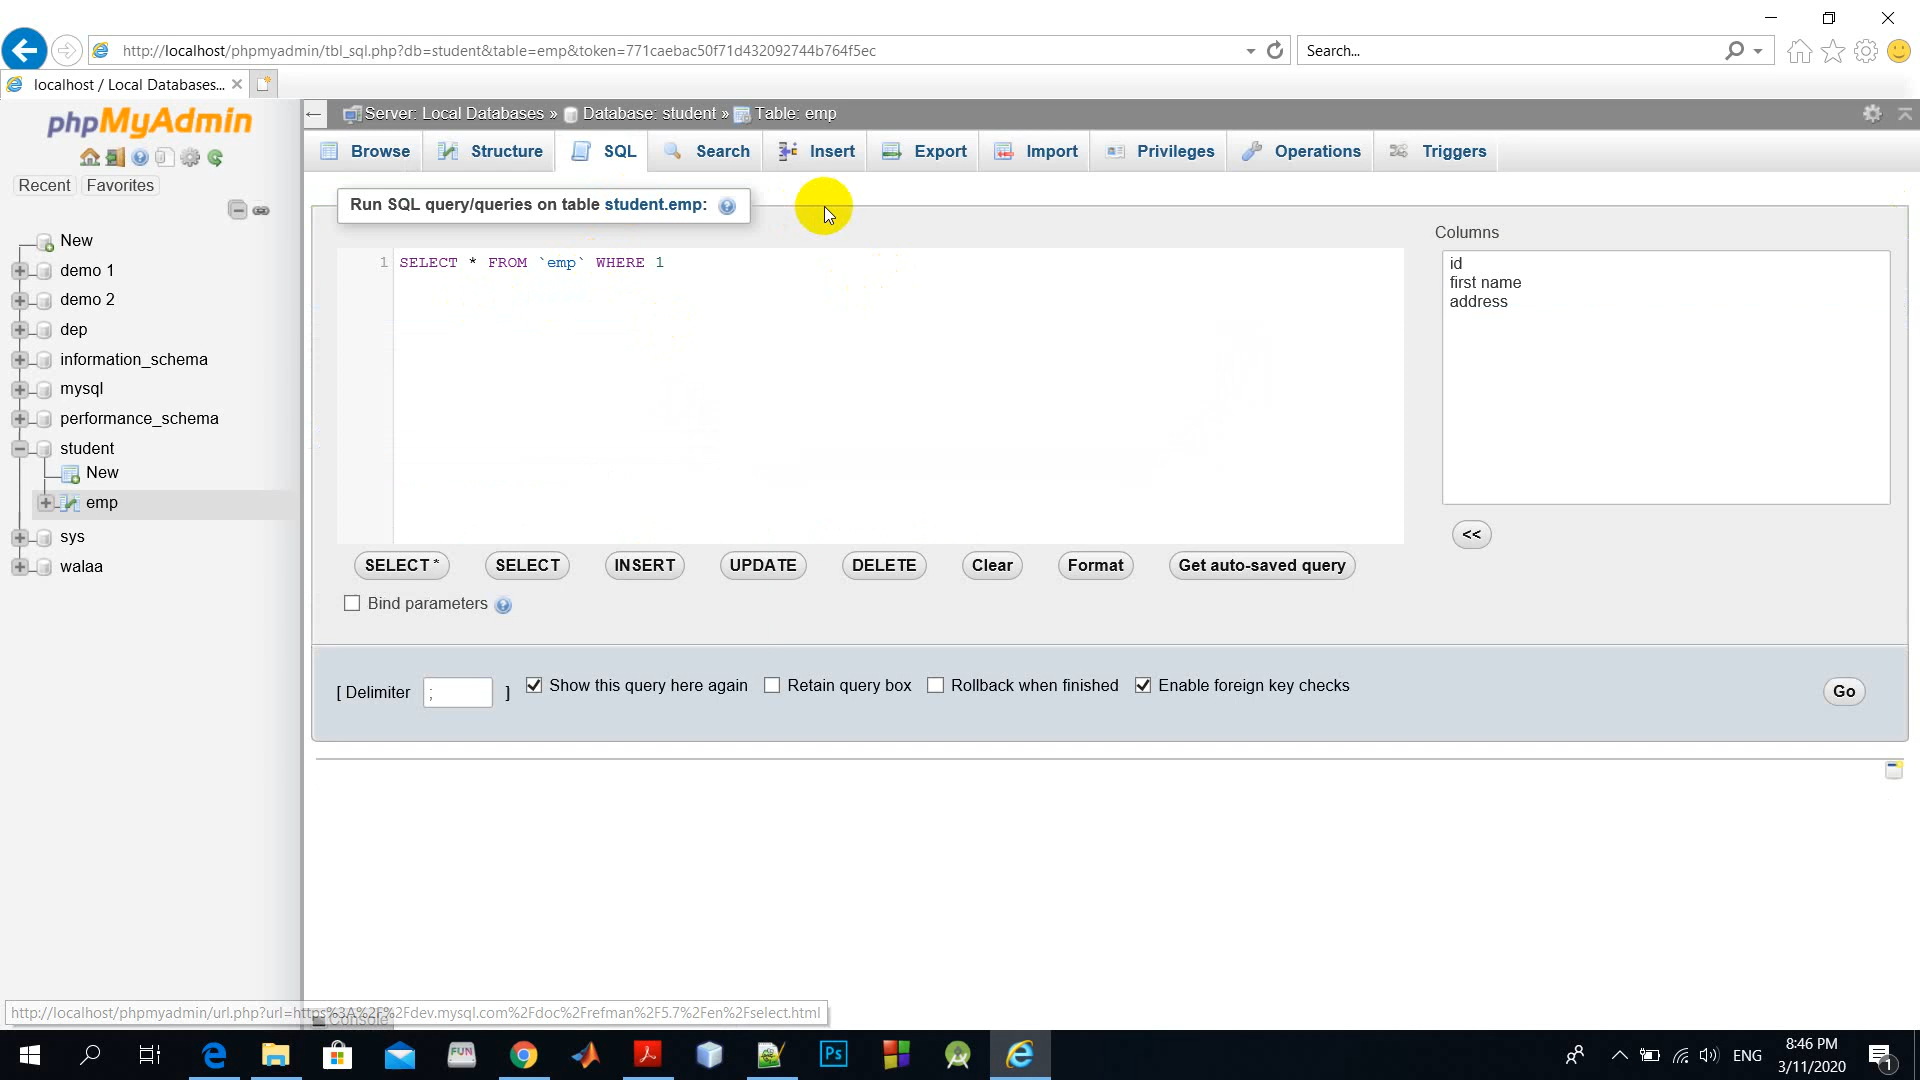 http://localhost/phpmyadmin/tbl_sql.php?db=student&table=emp&token=771caebac50f71d432092744b764f5ec
Search...
localhost / Local Databases...
phpMyAdmin
Server: Local Databases » Database: student » Table: emp
Browse Structure SQL Search Insert Export Import Privileges Operations Triggers
Recent Favorites
New
demo 1
demo 2
dep
information_schema
mysql
performance_schema
student
New
emp
sys
walaa
Run SQL query/queries on table student.emp:
1 SELECT * FROM `emp` WHERE 1
Columns
id
first name
address
<<
SELECT * SELECT INSERT UPDATE DELETE Clear Format Get auto-saved query
Bind parameters
[ Delimiter ; ] Show this query here again Retain query box Rollback when finished Enable foreign key checks
Go
http://localhost/phpmyadmin/url.php?url=https%3A%2F%2Fdev.mysql.com%2Fdoc%2Frefman%2F5.7%2Fen%2Fselect.html
Console
FUN
Ps
ENG
8:46 PM
3/11/2020
1